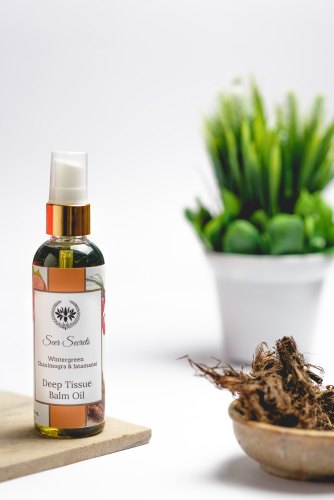 Seer Secrets
Wintergreen
Chaulmogra & Jatamansi
Deep Tissue
Balm Oil